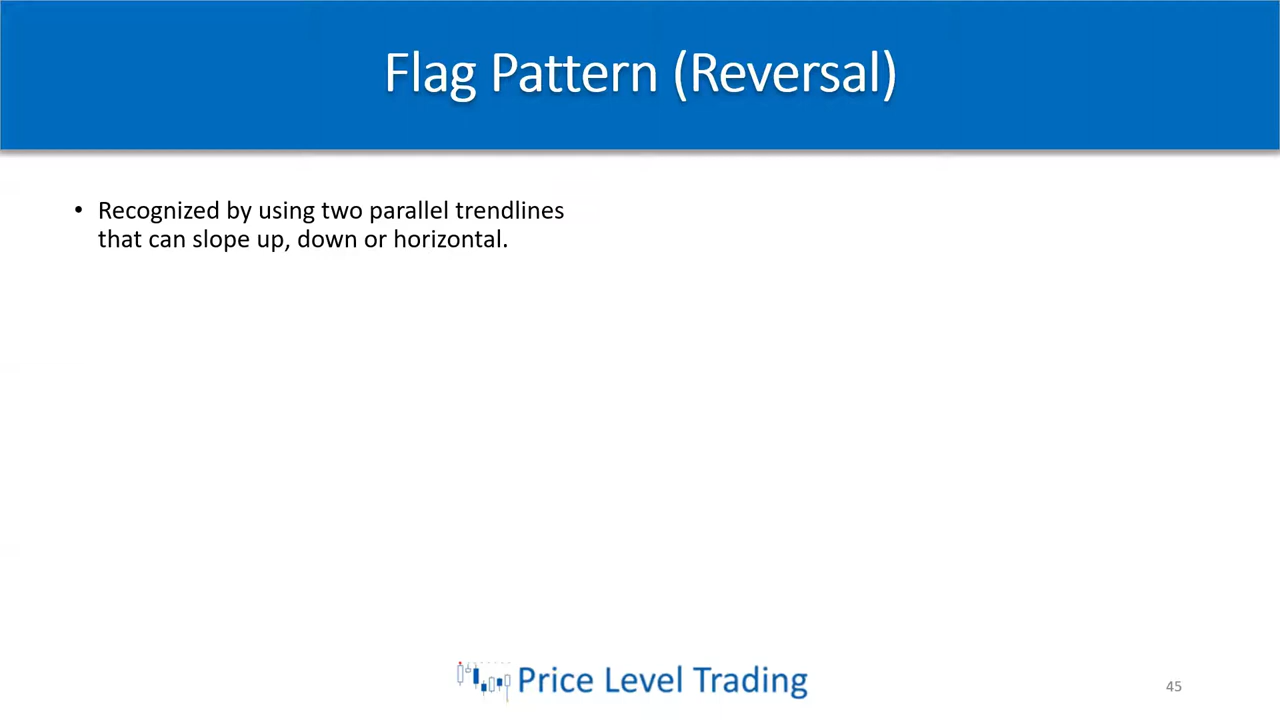 Flag Pattern (Reversal)
• Recognized by using two parallel trendlines
that can slope up, down or horizontal.
Price Level Trading
45